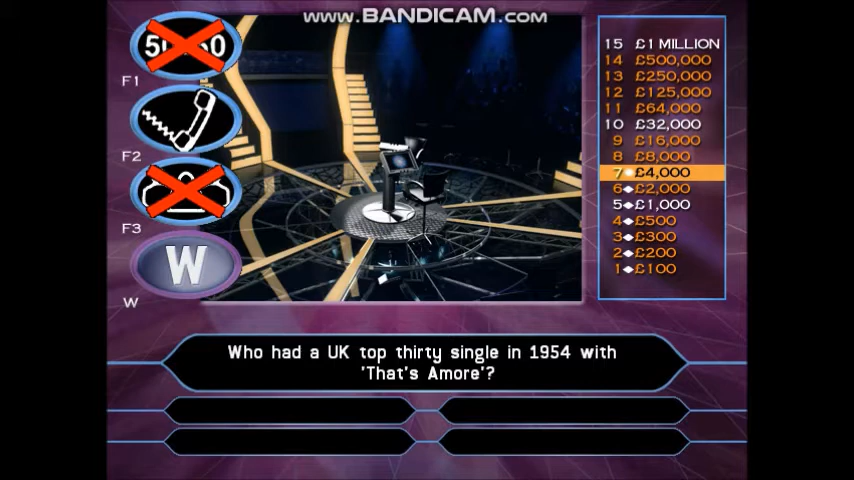 www.BANDICAM.com
50:50
F1
F2
F3
W
W
15 £1 MILLION
14 £500,000
13 £250,000
12 £125,000
11 £64,000
10 £32,000
9 £16,000
8 £8,000
7◆£4,000
6◆£2,000
5◆£1,000
4◆£500
3◆£300
2◆£200
1◆£100
Who had a UK top thirty single in 1954 with
'That's Amore'?